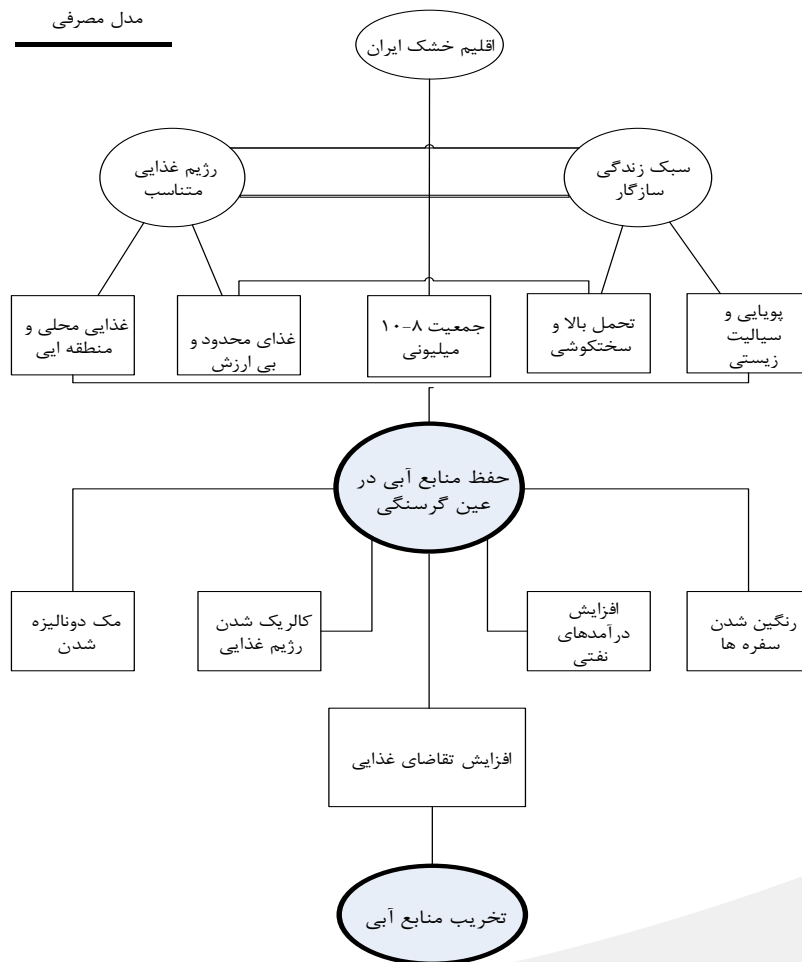 مدل مصرفی
اقلیم خشک ایران
سبک زندگی
سازگار
رژیم غذایی
متناسب
پویایی و
سیالیت
زیستی
تحمل بالا و
سختکوشی
جمعیت ۸-۱۰
میلیونی
غذای محدود و
بی ارزش
غذایی محلی و
منطقه ایی
حفظ منابع آبی در
عین گرسنگی
رنگین شدن
سفره ها
افزایش
درآمدهای
نفتی
کالریک شدن
رژیم غذایی
مک دونالیزه
شدن
افزایش تقاضای غذایی
تخریب منابع آبی